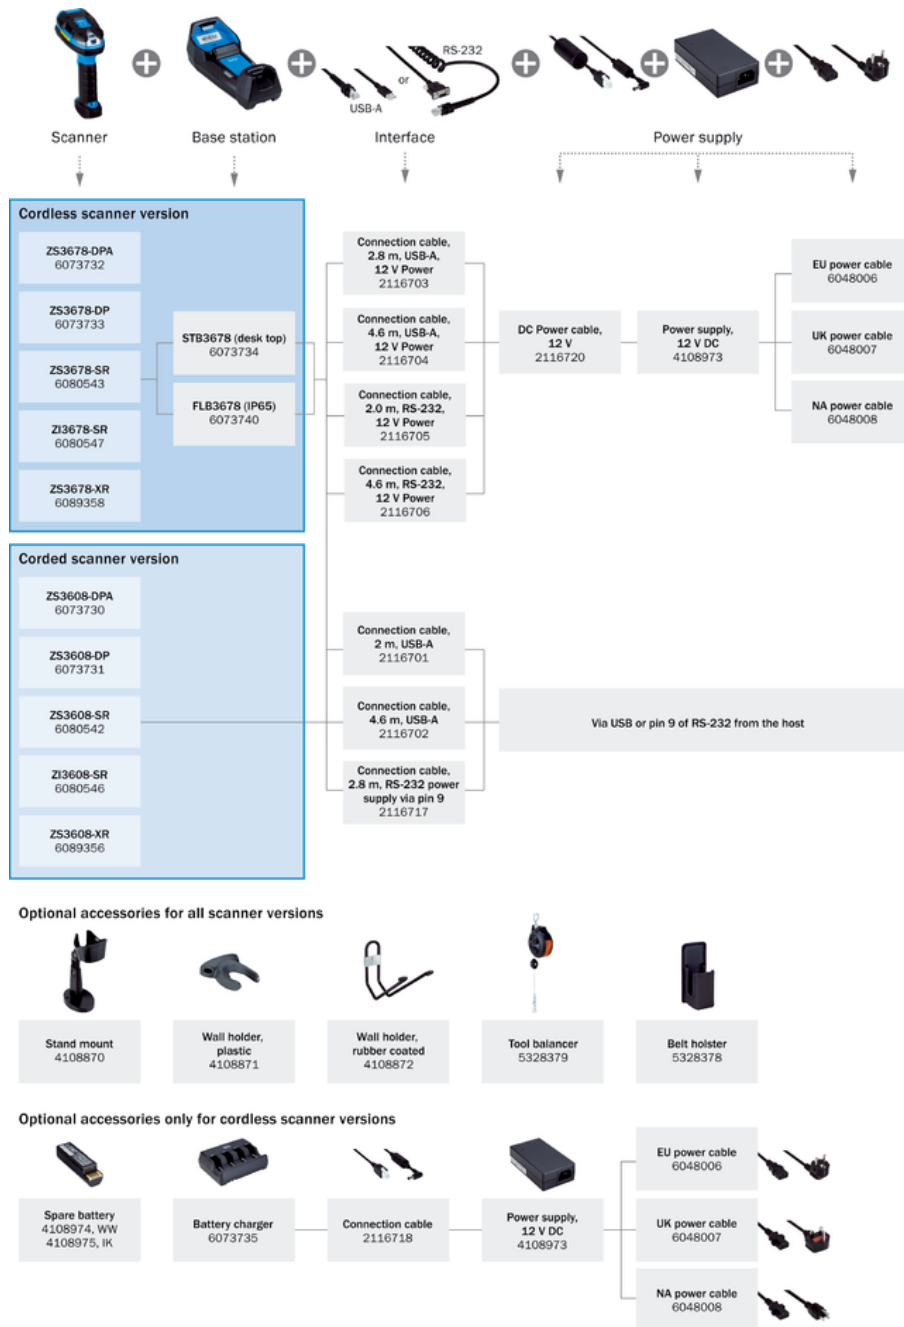 RS-232
or
USB-A
Scanner
Base station
Interface
Power supply
Cordless scanner version
ZS3678-DPA
6073732
ZS3678-DP
6073733
ZS3678-SR
6080543
ZI3678-SR
6080547
ZS3678-XR
6089358
STB3678 (desk top)
6073734
FLB3678 (IP65)
6073740
Connection cable,
2.8 m, USB-A,
12 V Power
2116703
Connection cable,
4.6 m, USB-A,
12 V Power
2116704
Connection cable,
2.0 m, RS-232,
12 V Power
2116705
Connection cable,
4.6 m, RS-232,
12 V Power
2116706
DC Power cable,
12 V
2116720
Power supply,
12 V DC
4108973
EU power cable
6048006
UK power cable
6048007
NA power cable
6048008
Corded scanner version
ZS3608-DPA
6073730
ZS3608-DP
6073731
ZS3608-SR
6080542
ZI3608-SR
6080546
ZS3608-XR
6089356
Connection cable,
2 m, USB-A
2116701
Connection cable,
4.6 m, USB-A
2116702
Connection cable,
2.8 m, RS-232 power
supply via pin 9
2116717
Via USB or pin 9 of RS-232 from the host
Optional accessories for all scanner versions
Stand mount
4108870
Wall holder,
plastic
4108871
Wall holder,
rubber coated
4108872
Tool balancer
5328379
Belt holster
5328378
Optional accessories only for cordless scanner versions
Spare battery
4108974, WW
4108975, IK
Battery charger
6073735
Connection cable
2116718
Power supply,
12 V DC
4108973
EU power cable
6048006
UK power cable
6048007
NA power cable
6048008